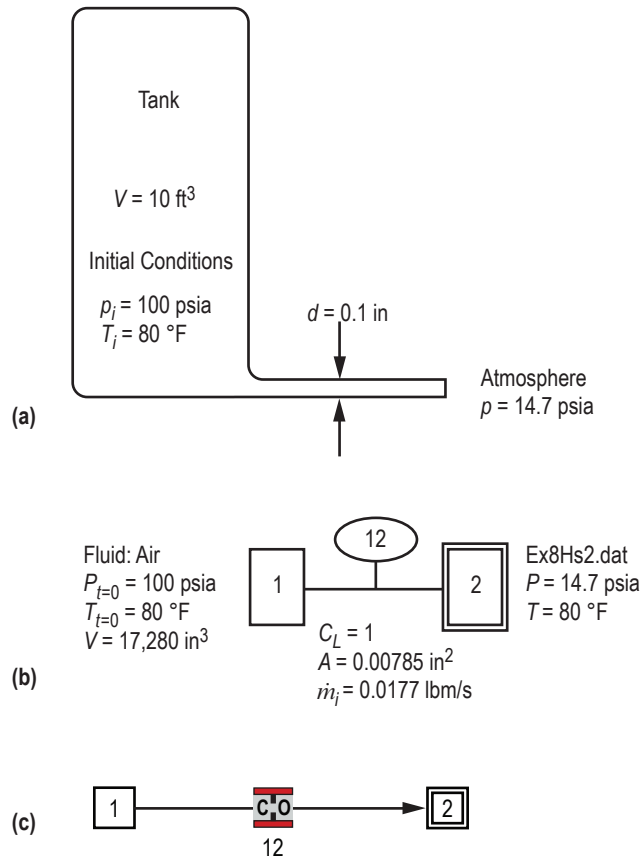 Tank
V = 10 ft³
Initial Conditions
pᵢ = 100 psia
Tᵢ = 80 °F
d = 0.1 in
Atmosphere
p = 14.7 psia
(a)
Fluid: Air
Pₜ₌₀ = 100 psia
Tₜ₌₀ = 80 °F
V = 17,280 in³
1
12
2
C_L = 1
A = 0.00785 in²
ṁᵢ = 0.0177 lbm/s
Ex8Hs2.dat
P = 14.7 psia
T = 80 °F
(b)
1
C O
2
12
(c)